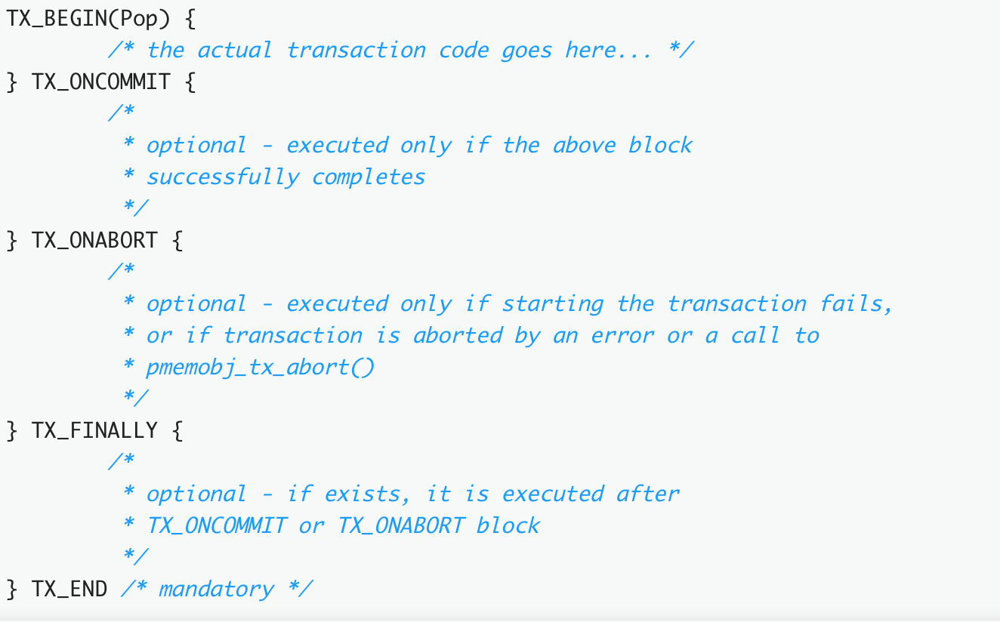 TX_BEGIN(Pop) {
/* the actual transaction code goes here... */
} TX_ONCOMMIT {
/*
* optional - executed only if the above block
* successfully completes
*/
} TX_ONABORT {
/*
* optional - executed only if starting the transaction fails,
* or if transaction is aborted by an error or a call to
* pmemobj_tx_abort()
*/
} TX_FINALLY {
/*
* optional - if exists, it is executed after
* TX_ONCOMMIT or TX_ONABORT block
*/
} TX_END /* mandatory */